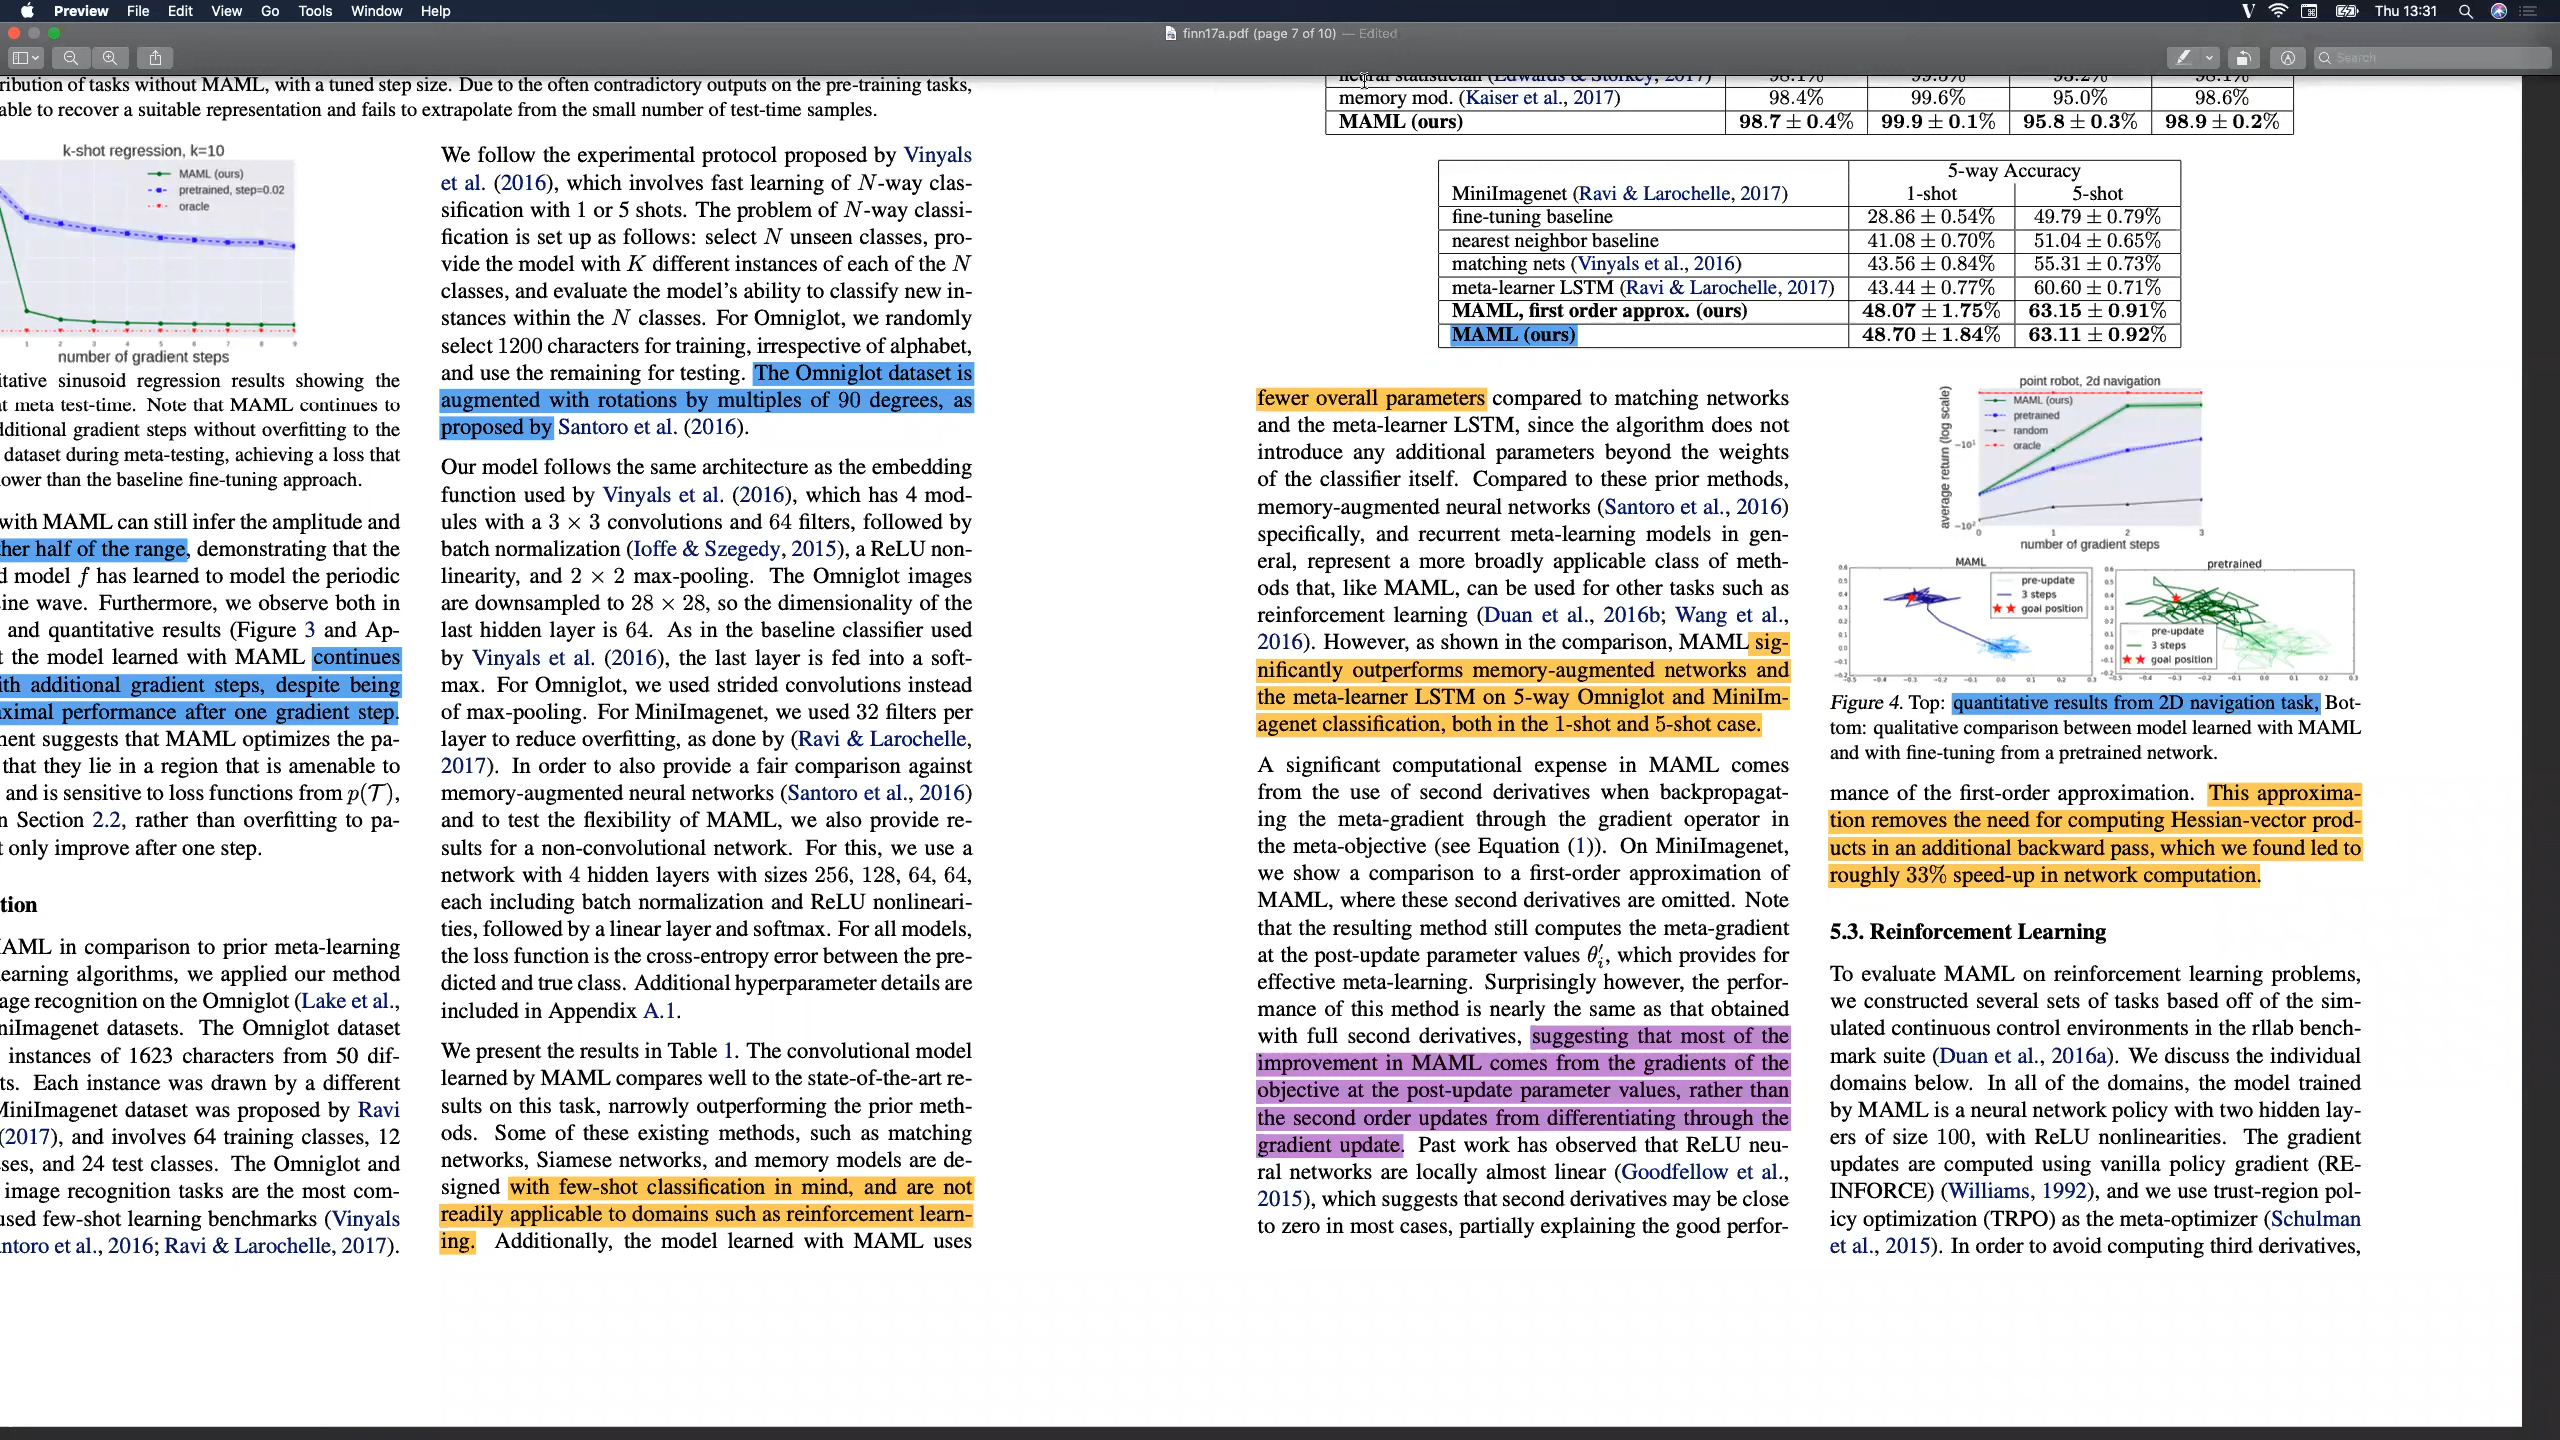 Preview File Edit View Go Tools Window Help
Thu 13:31
finn17a.pdf (page 7 of 10) — Edited
Search
ribution of tasks without MAML, with a tuned step size. Due to the often contradictory outputs on the pre-training tasks,
able to recover a suitable representation and fails to extrapolate from the small number of test-time samples.
k-shot regression, k=10
MAML (ours)
pretrained, step=0.02
oracle
1 2 3 4 5 6 7 8 9
number of gradient steps
itative sinusoid regression results showing the
t meta test-time. Note that MAML continues to
dditional gradient steps without overfitting to the
dataset during meta-testing, achieving a loss that
ower than the baseline fine-tuning approach.
with MAML can still infer the amplitude and
ther half of the range, demonstrating that the
d model f has learned to model the periodic
ine wave. Furthermore, we observe both in
and quantitative results (Figure 3 and Ap-
t the model learned with MAML continues
ith additional gradient steps, despite being
aximal performance after one gradient step.
ment suggests that MAML optimizes the pa-
that they lie in a region that is amenable to
and is sensitive to loss functions from p(𝒯),
n Section 2.2, rather than overfitting to pa-
t only improve after one step.
tion
MAML in comparison to prior meta-learning
learning algorithms, we applied our method
age recognition on the Omniglot (Lake et al.,
niImagenet datasets. The Omniglot dataset
instances of 1623 characters from 50 dif-
ts. Each instance was drawn by a different
MiniImagenet dataset was proposed by Ravi
(2017), and involves 64 training classes, 12
ses, and 24 test classes. The Omniglot and
image recognition tasks are the most com-
used few-shot learning benchmarks (Vinyals
antoro et al., 2016; Ravi & Larochelle, 2017).
We follow the experimental protocol proposed by Vinyals
et al. (2016), which involves fast learning of N-way clas-
sification with 1 or 5 shots. The problem of N-way classi-
fication is set up as follows: select N unseen classes, pro-
vide the model with K different instances of each of the N
classes, and evaluate the model's ability to classify new in-
stances within the N classes. For Omniglot, we randomly
select 1200 characters for training, irrespective of alphabet,
and use the remaining for testing. The Omniglot dataset is
augmented with rotations by multiples of 90 degrees, as
proposed by Santoro et al. (2016).
Our model follows the same architecture as the embedding
function used by Vinyals et al. (2016), which has 4 mod-
ules with a 3 × 3 convolutions and 64 filters, followed by
batch normalization (Ioffe & Szegedy, 2015), a ReLU non-
linearity, and 2 × 2 max-pooling. The Omniglot images
are downsampled to 28 × 28, so the dimensionality of the
last hidden layer is 64. As in the baseline classifier used
by Vinyals et al. (2016), the last layer is fed into a soft-
max. For Omniglot, we used strided convolutions instead
of max-pooling. For MiniImagenet, we used 32 filters per
layer to reduce overfitting, as done by (Ravi & Larochelle,
2017). In order to also provide a fair comparison against
memory-augmented neural networks (Santoro et al., 2016)
and to test the flexibility of MAML, we also provide re-
sults for a non-convolutional network. For this, we use a
network with 4 hidden layers with sizes 256, 128, 64, 64,
each including batch normalization and ReLU nonlineari-
ties, followed by a linear layer and softmax. For all models,
the loss function is the cross-entropy error between the pre-
dicted and true class. Additional hyperparameter details are
included in Appendix A.1.
We present the results in Table 1. The convolutional model
learned by MAML compares well to the state-of-the-art re-
sults on this task, narrowly outperforming the prior meth-
ods. Some of these existing methods, such as matching
networks, Siamese networks, and memory models are de-
signed with few-shot classification in mind, and are not
readily applicable to domains such as reinforcement learn-
ing. Additionally, the model learned with MAML uses
neural statistician (Edwards & Storkey, 2017) 98.1% 99.5% 93.2% 98.1%
memory mod. (Kaiser et al., 2017) 98.4% 99.6% 95.0% 98.6%
MAML (ours) 98.7 ± 0.4% 99.9 ± 0.1% 95.8 ± 0.3% 98.9 ± 0.2%
5-way Accuracy
MiniImagenet (Ravi & Larochelle, 2017) 1-shot 5-shot
fine-tuning baseline 28.86 ± 0.54% 49.79 ± 0.79%
nearest neighbor baseline 41.08 ± 0.70% 51.04 ± 0.65%
matching nets (Vinyals et al., 2016) 43.56 ± 0.84% 55.31 ± 0.73%
meta-learner LSTM (Ravi & Larochelle, 2017) 43.44 ± 0.77% 60.60 ± 0.71%
MAML, first order approx. (ours) 48.07 ± 1.75% 63.15 ± 0.91%
MAML (ours) 48.70 ± 1.84% 63.11 ± 0.92%
fewer overall parameters compared to matching networks
and the meta-learner LSTM, since the algorithm does not
introduce any additional parameters beyond the weights
of the classifier itself. Compared to these prior methods,
memory-augmented neural networks (Santoro et al., 2016)
specifically, and recurrent meta-learning models in gen-
eral, represent a more broadly applicable class of meth-
ods that, like MAML, can be used for other tasks such as
reinforcement learning (Duan et al., 2016b; Wang et al.,
2016). However, as shown in the comparison, MAML sig-
nificantly outperforms memory-augmented networks and
the meta-learner LSTM on 5-way Omniglot and MiniIm-
agenet classification, both in the 1-shot and 5-shot case.
A significant computational expense in MAML comes
from the use of second derivatives when backpropagat-
ing the meta-gradient through the gradient operator in
the meta-objective (see Equation (1)). On MiniImagenet,
we show a comparison to a first-order approximation of
MAML, where these second derivatives are omitted. Note
that the resulting method still computes the meta-gradient
at the post-update parameter values θ′i, which provides for
effective meta-learning. Surprisingly however, the perfor-
mance of this method is nearly the same as that obtained
with full second derivatives, suggesting that most of the
improvement in MAML comes from the gradients of the
objective at the post-update parameter values, rather than
the second order updates from differentiating through the
gradient update. Past work has observed that ReLU neu-
ral networks are locally almost linear (Goodfellow et al.,
2015), which suggests that second derivatives may be close
to zero in most cases, partially explaining the good perfor-
point robot, 2d navigation
MAML (ours)
pretrained
random
oracle
average return (log scale)
−10¹
−10²
0 1 2 3
number of gradient steps
MAML
pre-update
3 steps
goal position
pretrained
pre-update
3 steps
goal position
Figure 4. Top: quantitative results from 2D navigation task, Bot-
tom: qualitative comparison between model learned with MAML
and with fine-tuning from a pretrained network.
mance of the first-order approximation. This approxima-
tion removes the need for computing Hessian-vector prod-
ucts in an additional backward pass, which we found led to
roughly 33% speed-up in network computation.
5.3. Reinforcement Learning
To evaluate MAML on reinforcement learning problems,
we constructed several sets of tasks based off of the sim-
ulated continuous control environments in the rllab bench-
mark suite (Duan et al., 2016a). We discuss the individual
domains below. In all of the domains, the model trained
by MAML is a neural network policy with two hidden lay-
ers of size 100, with ReLU nonlinearities. The gradient
updates are computed using vanilla policy gradient (RE-
INFORCE) (Williams, 1992), and we use trust-region pol-
icy optimization (TRPO) as the meta-optimizer (Schulman
et al., 2015). In order to avoid computing third derivatives,